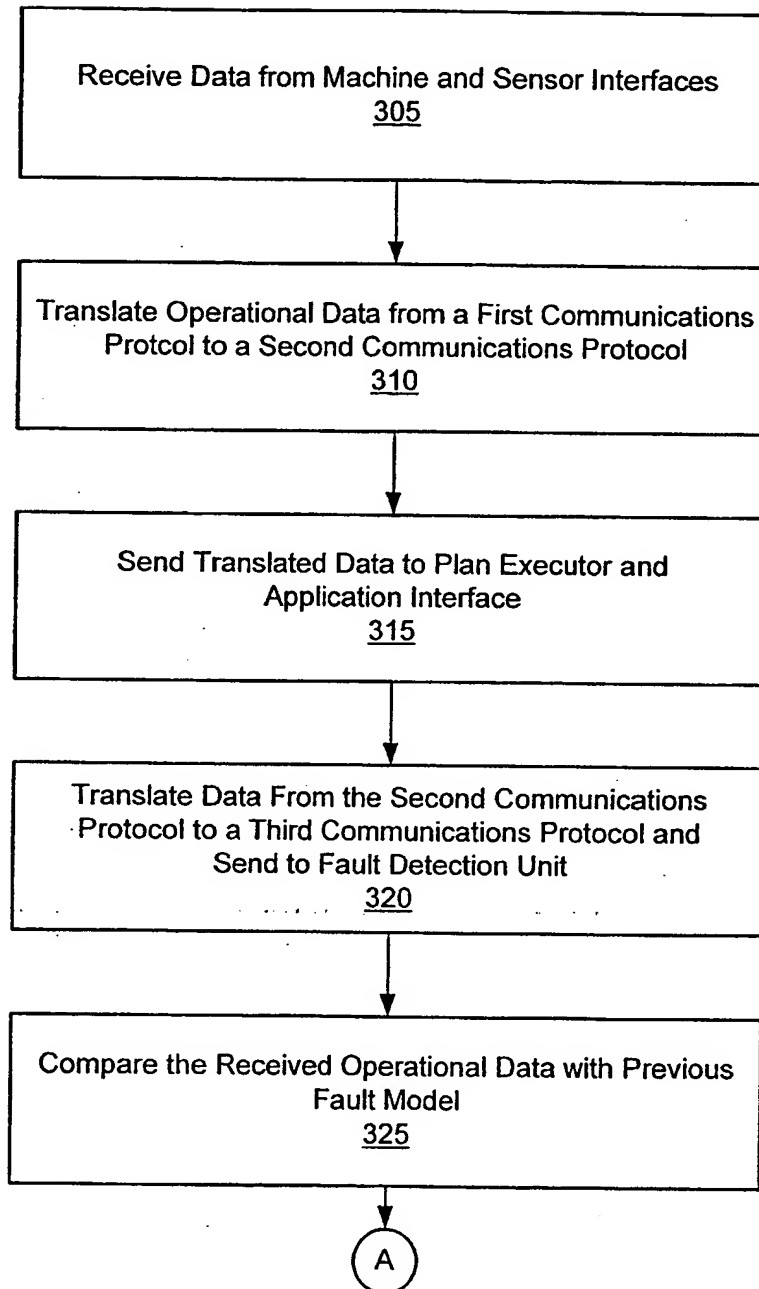 Receive Data from Machine and Sensor Interfaces
305
Translate Operational Data from a First Communications
Protcol to a Second Communications Protocol
310
Send Translated Data to Plan Executor and
Application Interface
315
Translate Data From the Second Communications
Protocol to a Third Communications Protocol and
Send to Fault Detection Unit
320
Compare the Received Operational Data with Previous
Fault Model
325
A